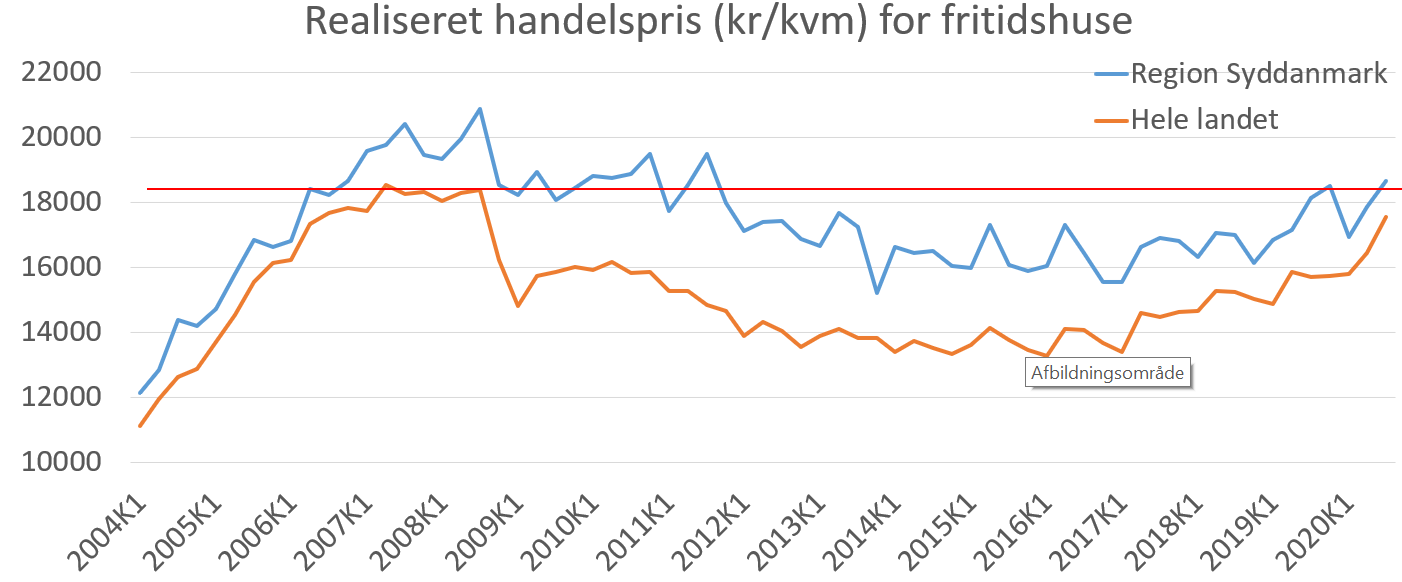 Realiseret handelspris (kr/kvm) for fritidshuse
22000
Region Syddanmark
20000
Hele landet
18000
16000
14000
Afbildningsområde
12000
10000
2004K1
2005K1
2006K1
2007K1
2008K1
2009K1
2010K1
2011K1
2012K1
2013K1
2014K1
2015K1
2016K1
2017K1
2018K1
2019K1
2020K1